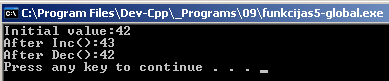 C:\Program Files\Dev-Cpp\_Programs\09\funkcijas5-global.exe
Initial value:42
After Inc():43
After Dec():42
Press any key to continue . . . _